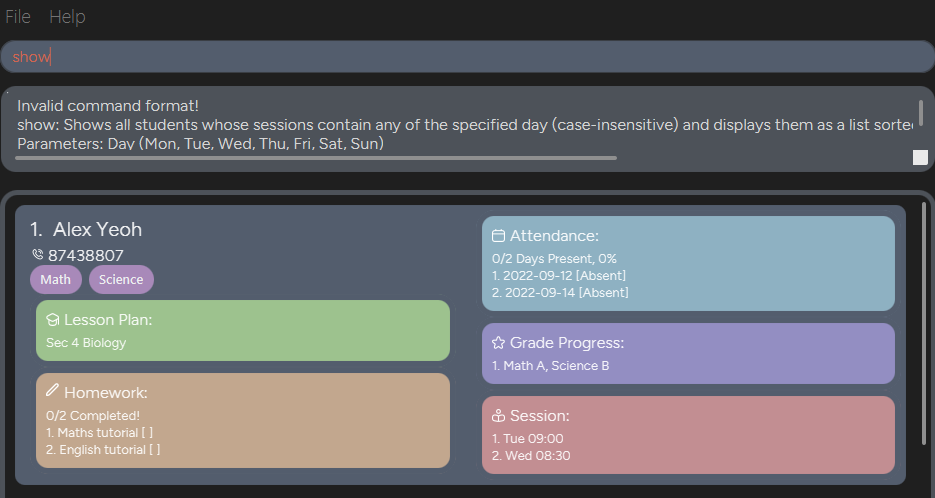 File Help
show
Invalid command format!
show: Shows all students whose sessions contain any of the specified day (case-insensitive) and displays them as a list sorte
Parameters: Day (Mon, Tue, Wed, Thu, Fri, Sat, Sun)
1. Alex Yeoh
87438807
Math Science
Lesson Plan:
Sec 4 Biology
Homework:
0/2 Completed!
1. Maths tutorial [ ]
2. English tutorial [ ]
Attendance:
0/2 Days Present, 0%
1. 2022-09-12 [Absent]
2. 2022-09-14 [Absent]
Grade Progress:
1. Math A, Science B
Session:
1. Tue 09:00
2. Wed 08:30